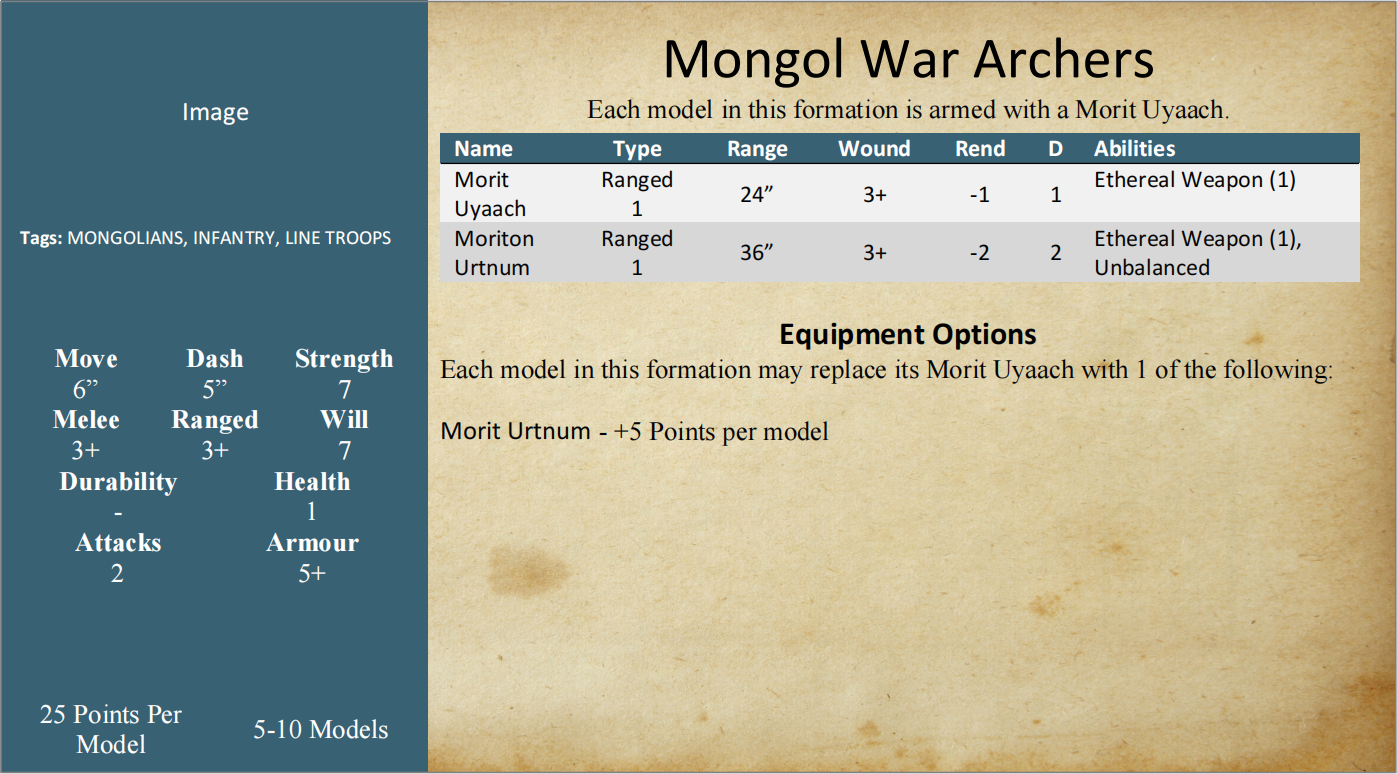 Image
Tags: MONGOLIANS, INFANTRY, LINE TROOPS
Move Dash Strength
6” 5” 7
Melee Ranged Will
3+ 3+ 7
Durability Health
- 1
Attacks Armour
2 5+
25 Points Per
Model
5-10 Models
Mongol War Archers
Each model in this formation is armed with a Morit Uyaach.
Name Type Range Wound Rend D Abilities
Morit Uyaach Ranged 1 24” 3+ -1 1 Ethereal Weapon (1)
Moriton Urtnum Ranged 1 36” 3+ -2 2 Ethereal Weapon (1), Unbalanced
Equipment Options
Each model in this formation may replace its Morit Uyaach with 1 of the following:
Morit Urtnum - +5 Points per model